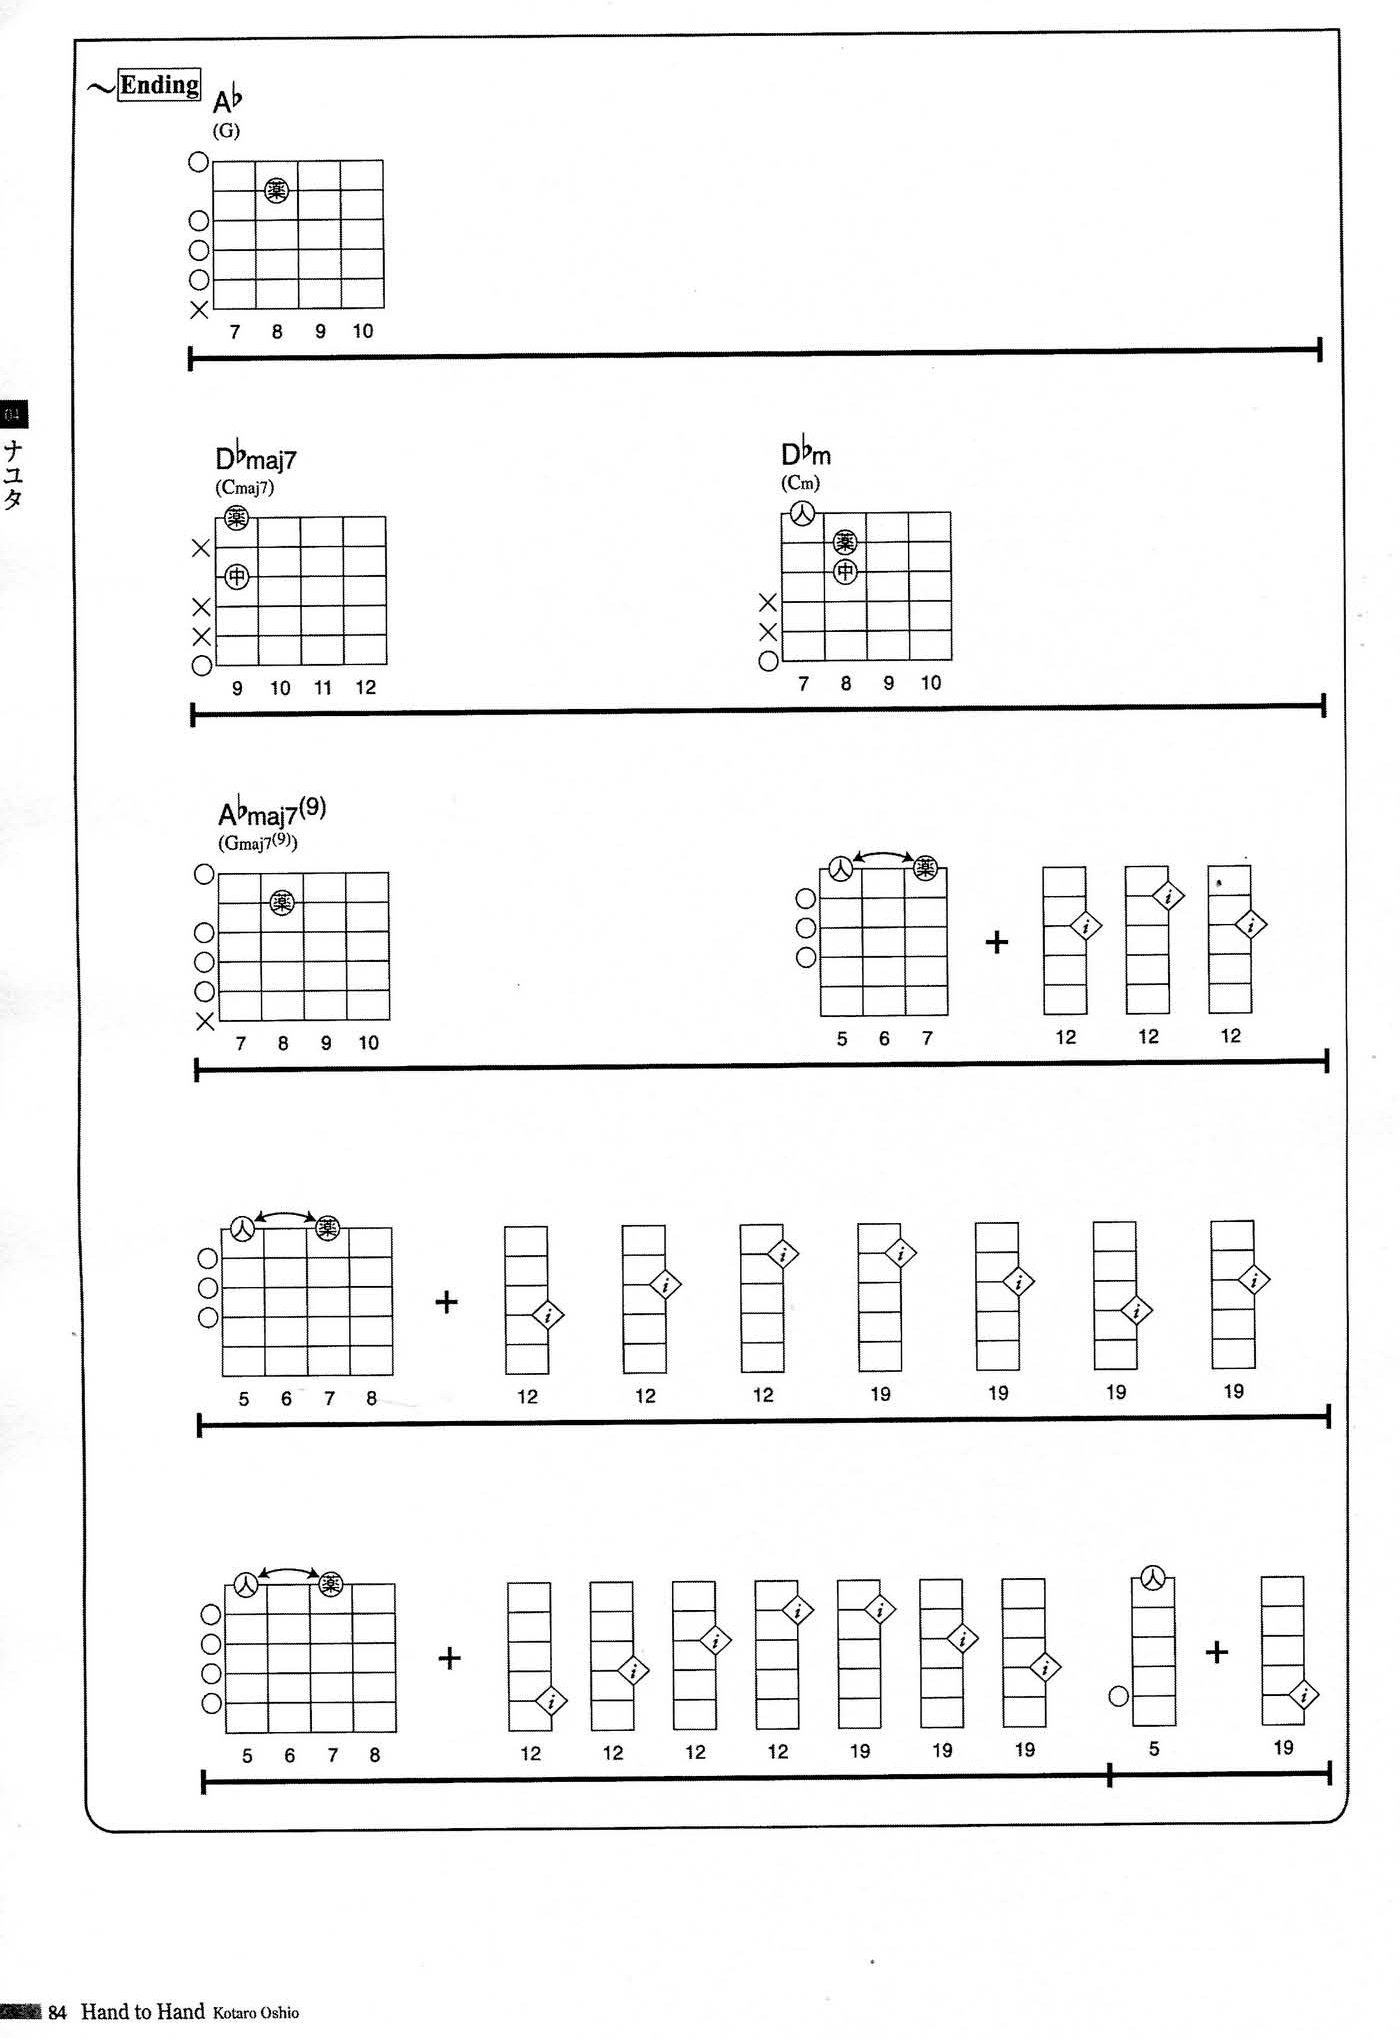 ～Ending
A♭
(G)
薬
7 8 9 10
D♭maj7
(Cmaj7)
薬
中
9 10 11 12
D♭m
(Cm)
人
薬
中
7 8 9 10
04
ナユタ
A♭maj7(9)
(Gmaj7(9))
薬
7 8 9 10
人 薬
i i i
5 6 7 + 12 12 12
人 薬
i i i i i i i
5 6 7 8 + 12 12 12 19 19 19 19
人 薬 人
i i i i i i i i
5 6 7 8 + 12 12 12 12 19 19 19 5 + 19
84 Hand to Hand Kotaro Oshio